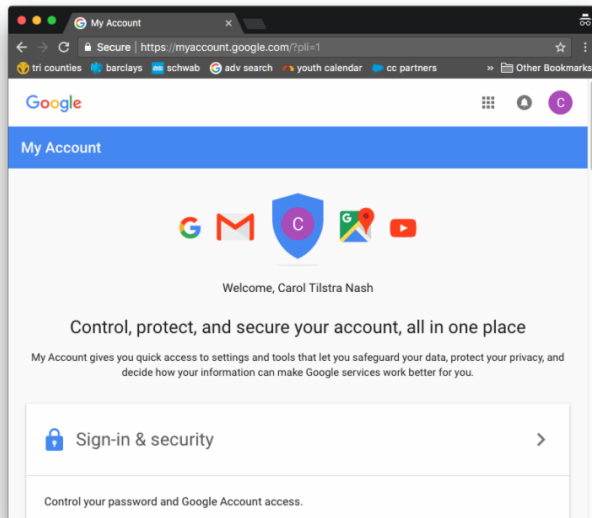 My Account
Secure | https://myaccount.google.com/?pli=1
tri counties barclays schwab adv search youth calendar cc partners » Other Bookmarks
Google
C
My Account
G
C
G
Welcome, Carol Tilstra Nash
Control, protect, and secure your account, all in one place
My Account gives you quick access to settings and tools that let you safeguard your data, protect your privacy, and
decide how your information can make Google services work better for you.
Sign-in & security
Control your password and Google Account access.